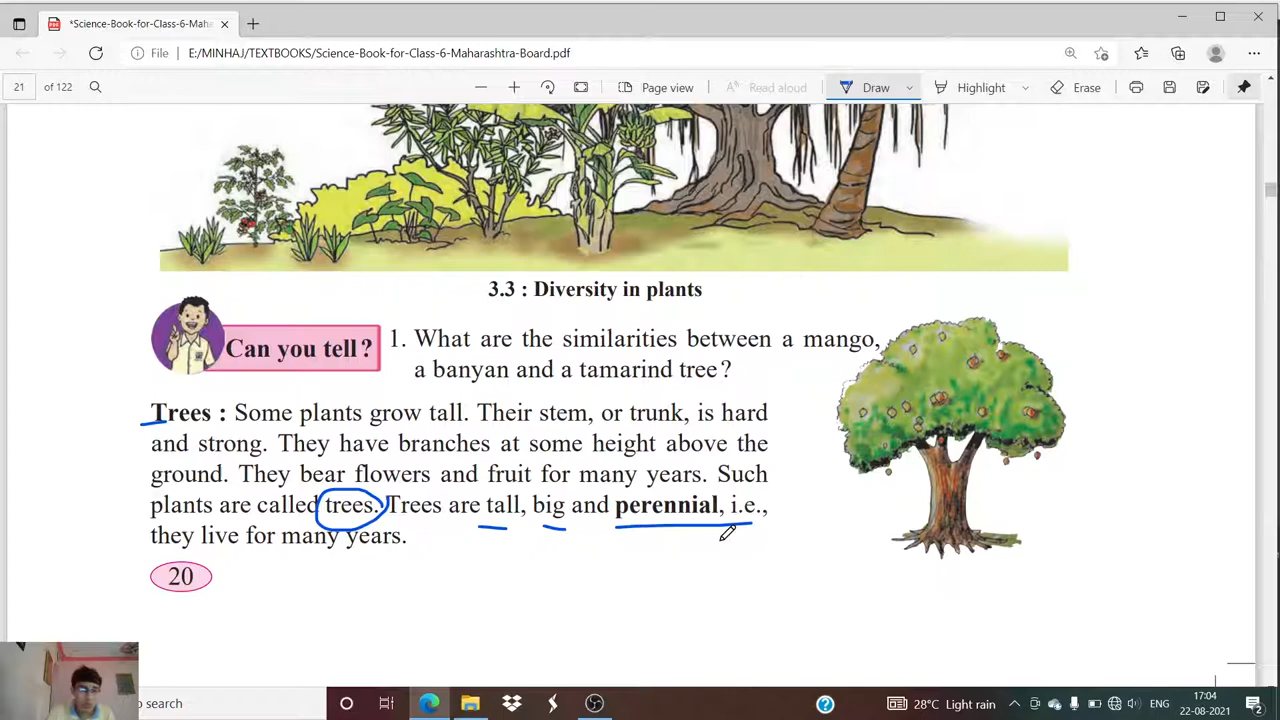 *Science-Book-for-Class-6-Maha
File E:/MINHAJ/TEXTBOOKS/Science-Book-for-Class-6-Maharashtra-Board.pdf
21 of 122 Page view Read aloud Draw Highlight Erase
3.3 : Diversity in plants
Can you tell ?
1. What are the similarities between a mango,
a banyan and a tamarind tree ?
Trees : Some plants grow tall. Their stem, or trunk, is hard
and strong. They have branches at some height above the
ground. They bear flowers and fruit for many years. Such
plants are called trees. Trees are tall, big and perennial, i.e.,
they live for many years.
20
search
28°C Light rain
ENG
17:04
22-08-2021
2